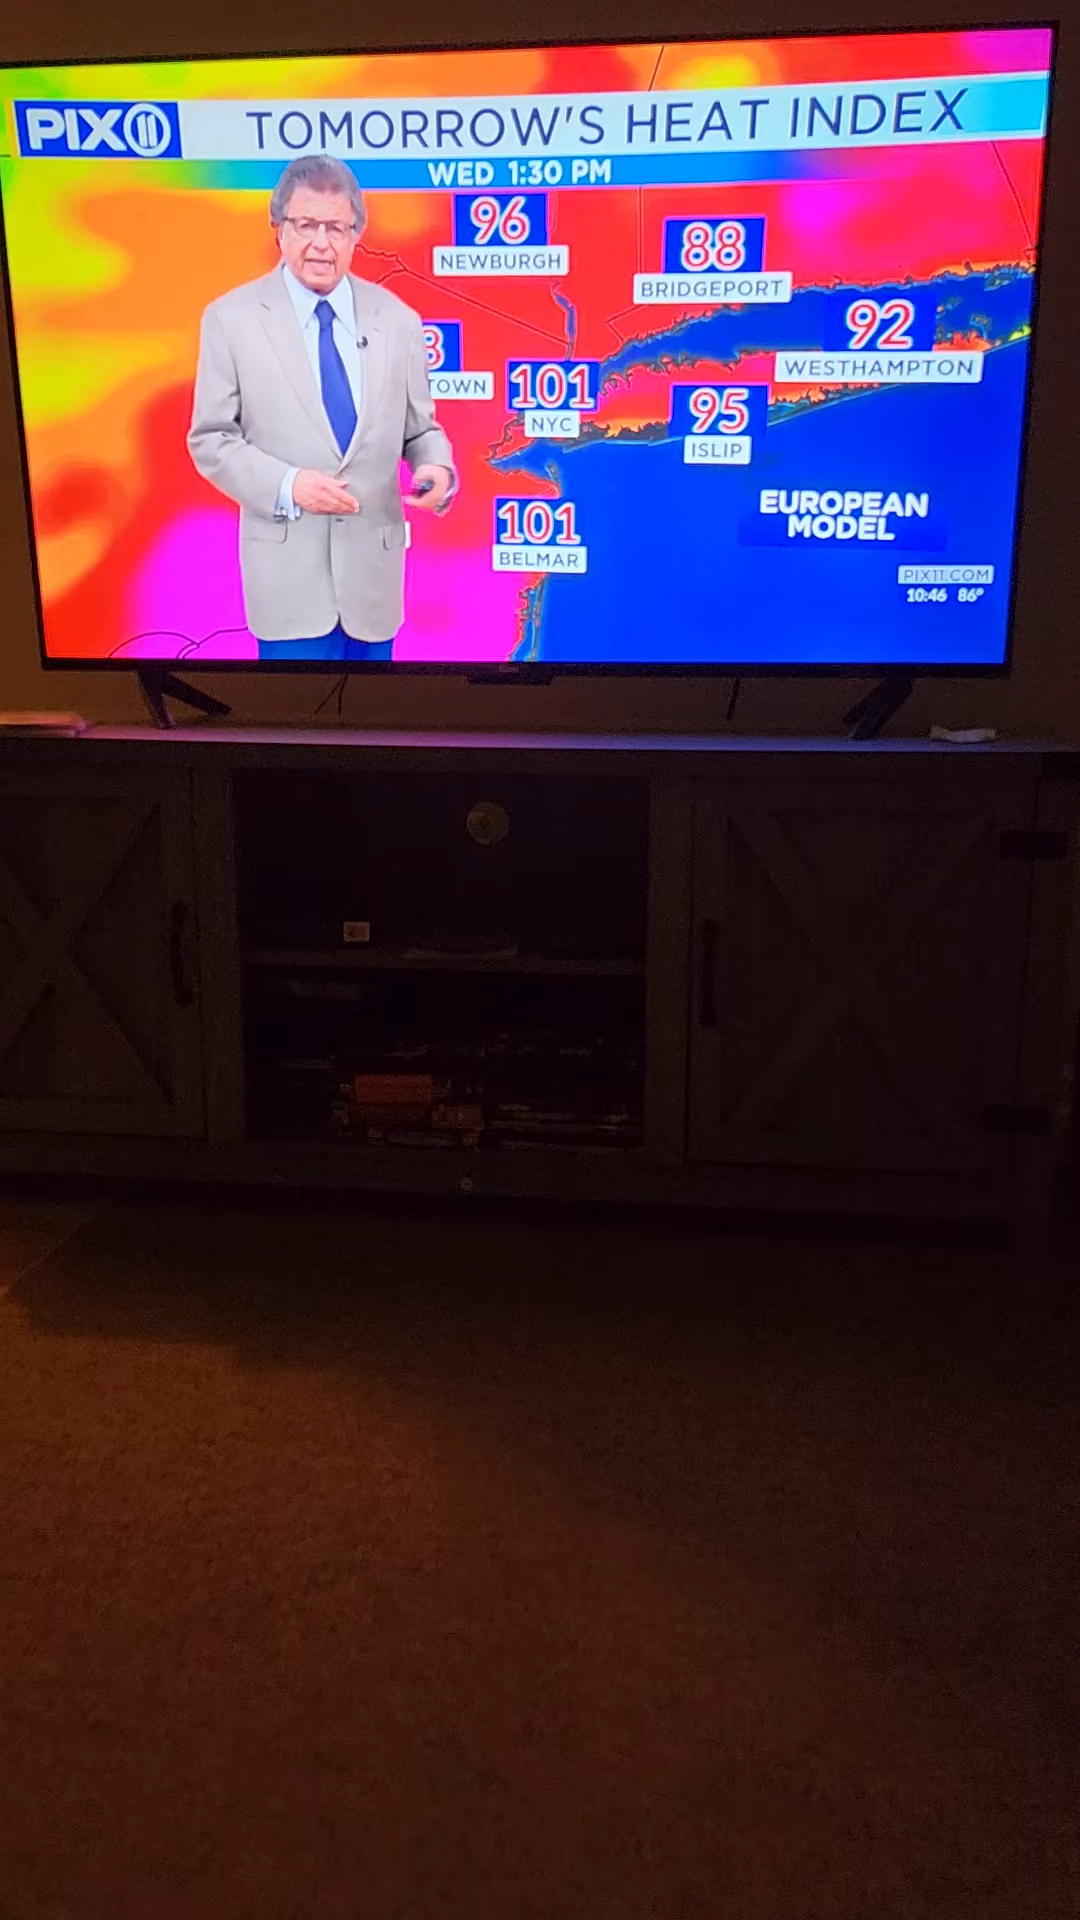 PIX11
TOMORROW'S HEAT INDEX
WED 1:30 PM
96
NEWBURGH
88
BRIDGEPORT
92
WESTHAMPTON
101
NYC
95
ISLIP
101
BELMAR
EUROPEAN
MODEL
PIX11.COM
10:46 86°